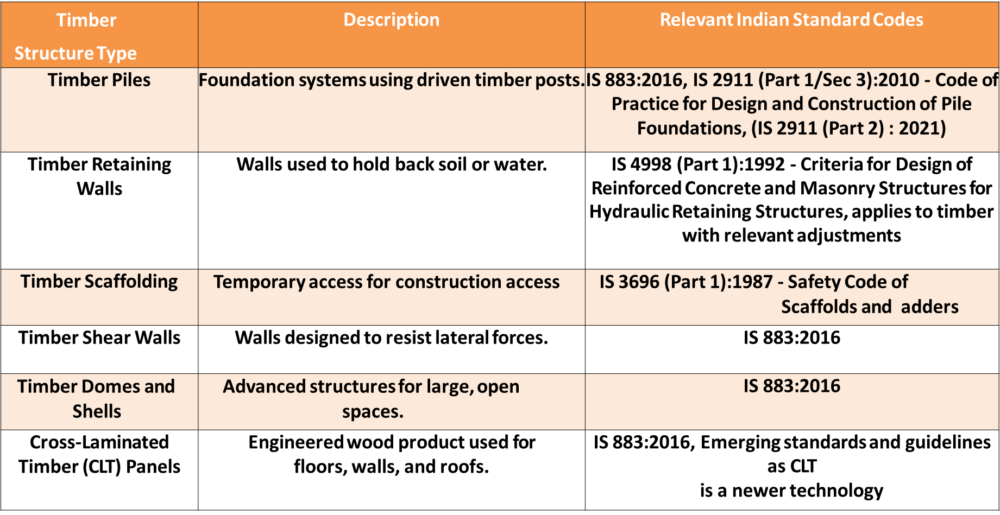 Timber
Structure Type
Description
Relevant Indian Standard Codes
Timber Piles
Foundation systems using driven timber posts.
IS 883:2016, IS 2911 (Part 1/Sec 3):2010 - Code of
Practice for Design and Construction of Pile
Foundations, (IS 2911 (Part 2) : 2021)
Timber Retaining
Walls
Walls used to hold back soil or water.
IS 4998 (Part 1):1992 - Criteria for Design of
Reinforced Concrete and Masonry Structures for
Hydraulic Retaining Structures, applies to timber
with relevant adjustments
Timber Scaffolding
Temporary access for construction access
IS 3696 (Part 1):1987 - Safety Code of
Scaffolds and adders
Timber Shear Walls
Walls designed to resist lateral forces.
IS 883:2016
Timber Domes and
Shells
Advanced structures for large, open
spaces.
IS 883:2016
Cross-Laminated
Timber (CLT) Panels
Engineered wood product used for
floors, walls, and roofs.
IS 883:2016, Emerging standards and guidelines
as CLT
is a newer technology